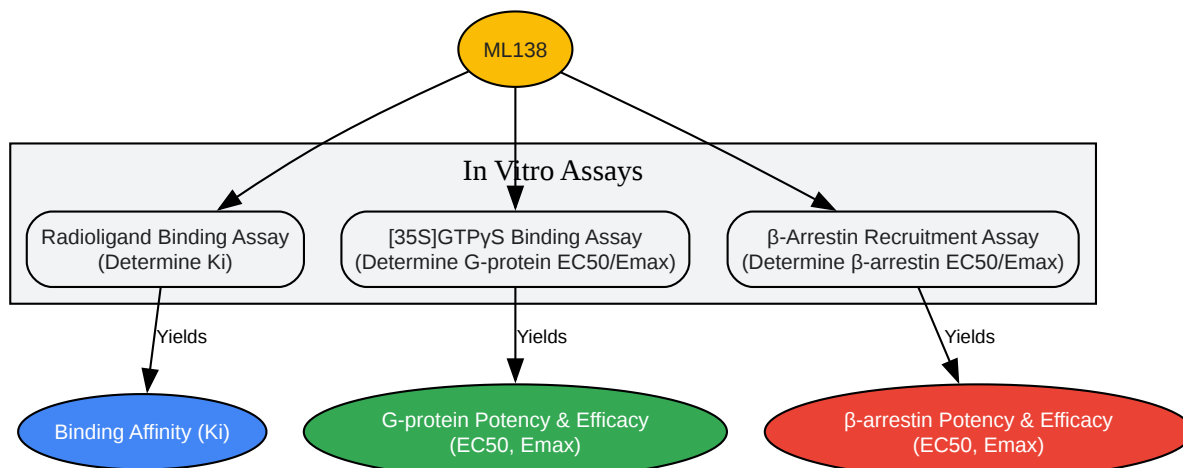 ML138
In Vitro Assays
Radioligand Binding Assay
(Determine Ki)
[35S]GTPγS Binding Assay
(Determine G-protein EC50/Emax)
β-Arrestin Recruitment Assay
(Determine β-arrestin EC50/Emax)
Yields
Yields
Yields
Binding Affinity (Ki)
G-protein Potency & Efficacy
(EC50, Emax)
β-arrestin Potency & Efficacy
(EC50, Emax)